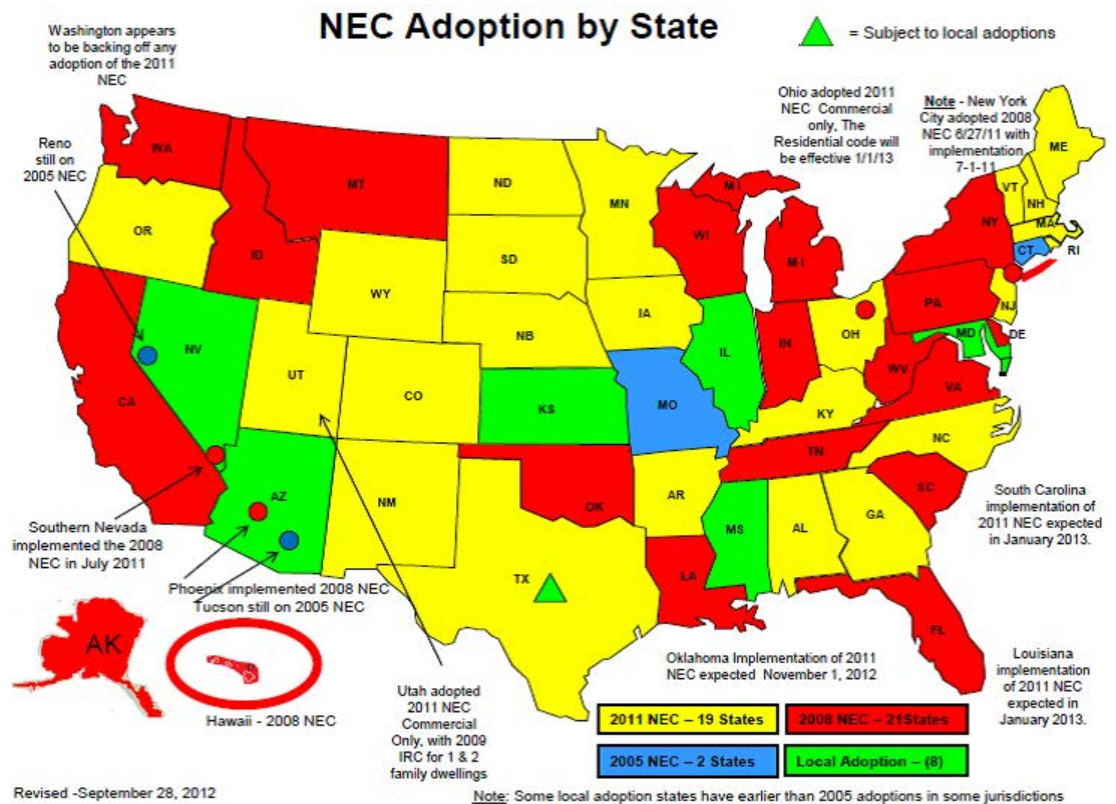 NEC Adoption by State
= Subject to local adoptions
Washington appears
to be backing off any
adoption of the 2011
NEC
Ohio adopted 2011
NEC Commercial
only, The
Residential code will
be effective 1/1/13
Note - New York
City adopted 2008
NEC 6/27/11 with
implementation
7-1-11
Reno
still on
2005 NEC
WA
MT
ND
MN
ME
VT
NH
MA
NY
CT
RI
OR
ID
SD
WI
MI
MI
WY
IA
PA
NJ
NB
OH
MD
DE
NV
UT
IL
IN
WV
CO
VA
CA
KS
MO
KY
NC
TN
AZ
NM
OK
AR
SC
MS
AL
GA
TX
LA
FL
South Carolina
implementation of
2011 NEC expected
in January 2013.
Southern Nevada
implemented the 2008
NEC in July 2011
Phoenix implemented 2008 NEC
Tucson still on 2005 NEC
AK
Hawaii - 2008 NEC
Utah adopted
2011 NEC
Commercial
Only, with 2009
IRC for 1 & 2
family dwellings
Oklahoma Implementation of 2011
NEC expected November 1, 2012
Louisiana
implementation
of 2011 NEC
expected in
January 2013.
2011 NEC – 19 States
2008 NEC – 21States
2005 NEC – 2 States
Local Adoption – (8)
Revised -September 28, 2012
Note: Some local adoption states have earlier than 2005 adoptions in some jurisdictions